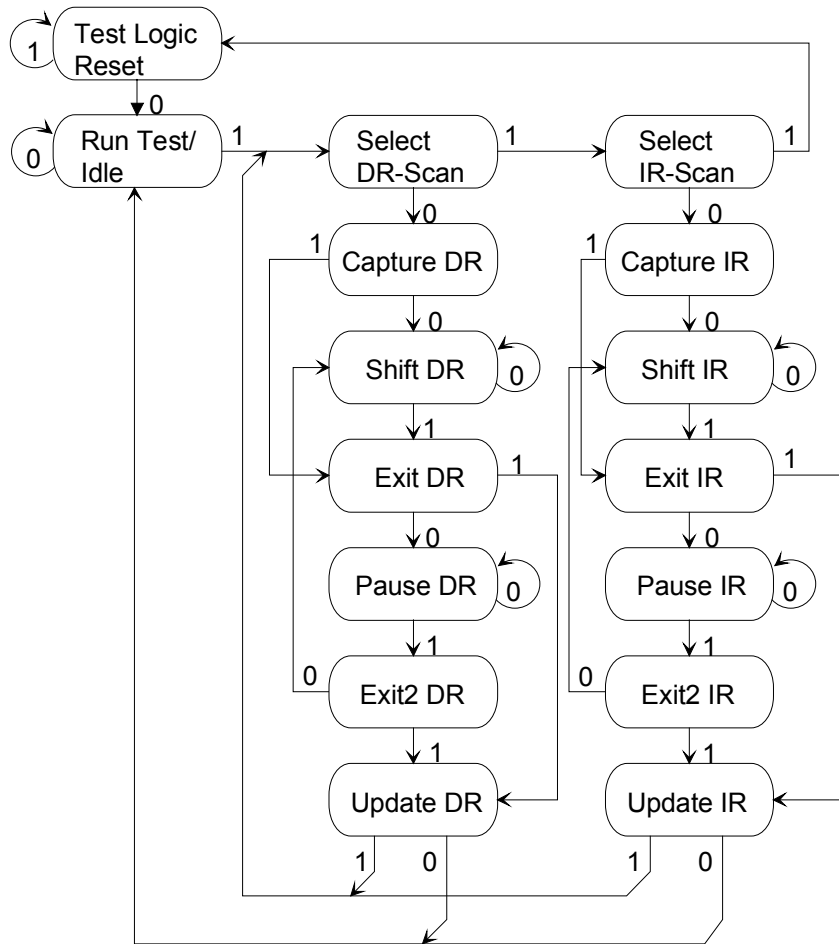 Test Logic
Reset
1
0
Run Test/
Idle
0
1
Select
DR-Scan
1
Select
IR-Scan
1
0
0
1
Capture DR
1
Capture IR
0
0
Shift DR
0
Shift IR
0
1
1
Exit DR
1
Exit IR
1
0
0
Pause DR
0
Pause IR
0
1
1
0
Exit2 DR
0
Exit2 IR
1
1
Update DR
Update IR
1
0
1
0